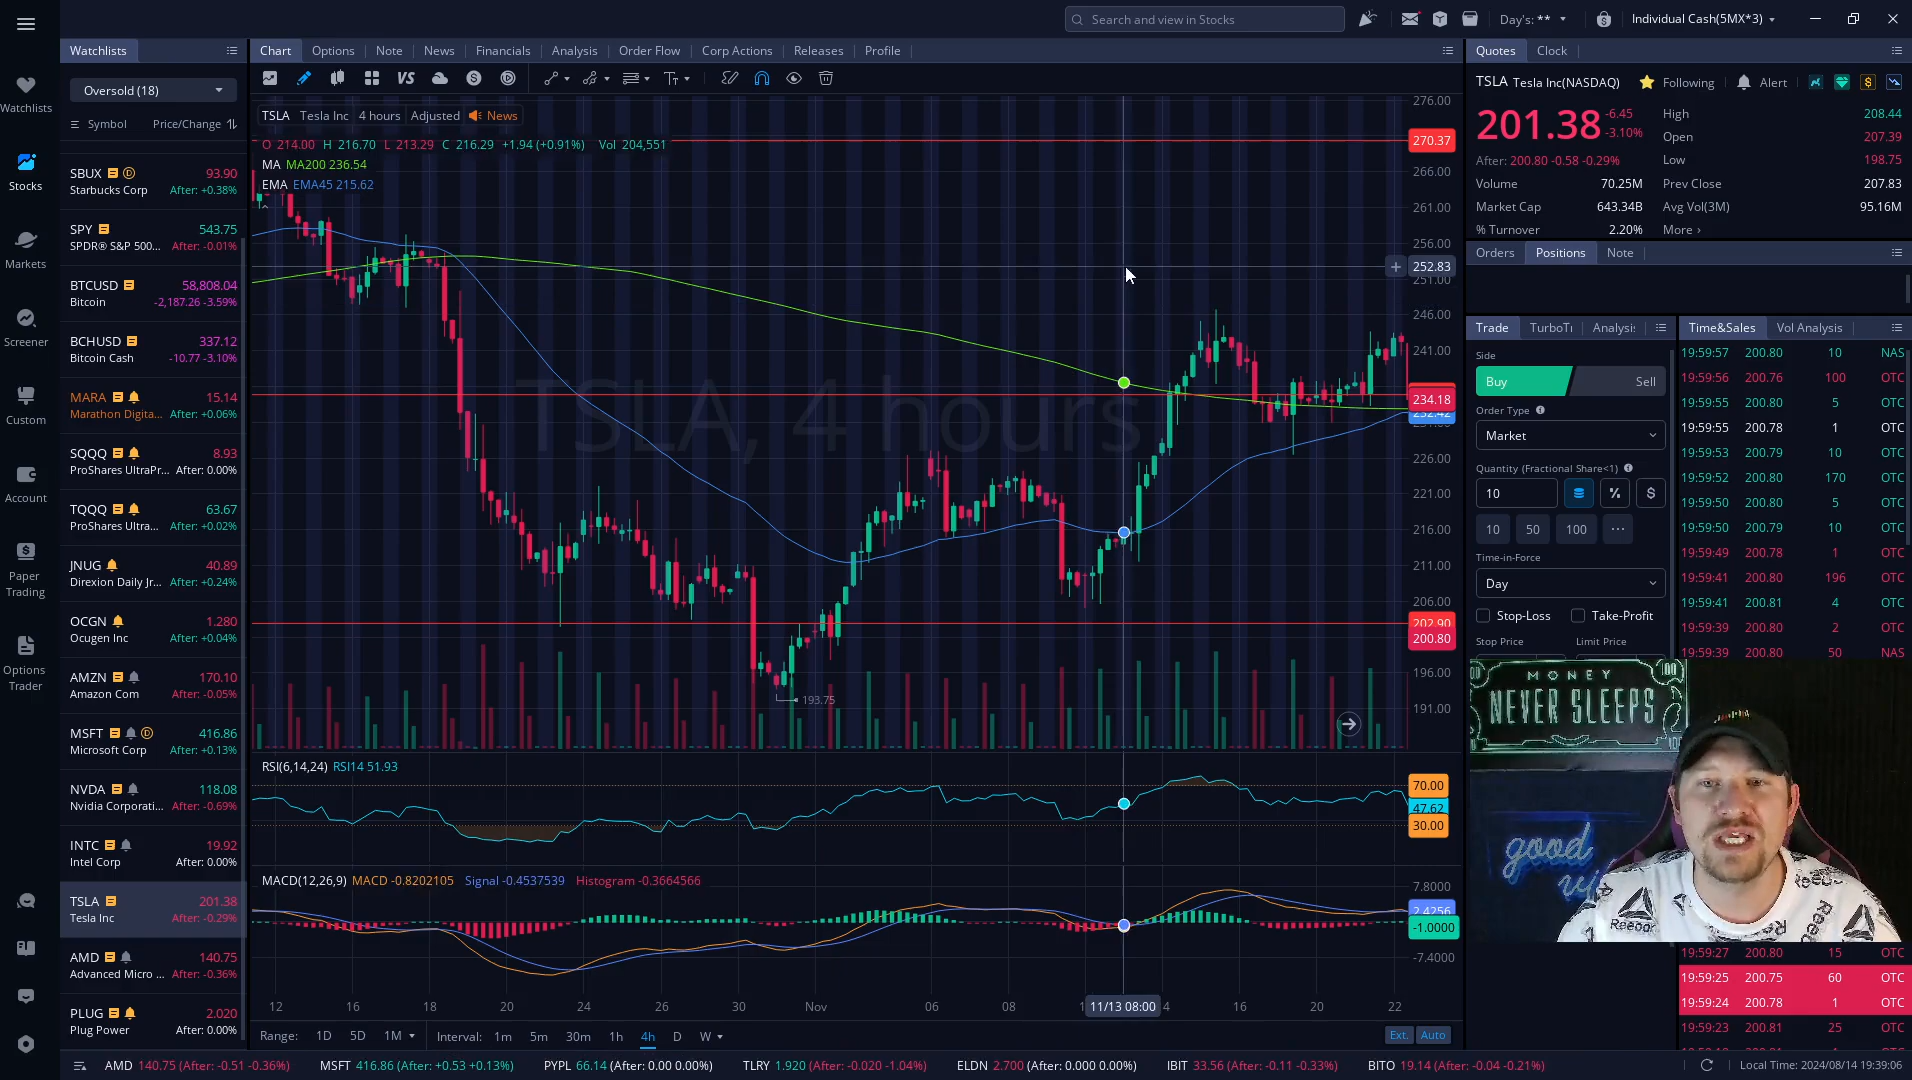 Search and view in Stocks
Day's: **
Individual Cash(5MX*3)
Watchlists
Stocks
Markets
Screener
Custom
Account
Paper
Trading
Options
Trader
Watchlists
Oversold (18)
Symbol Price/Change
SBUX 93.90
Starbucks Corp After: +0.38%
SPY 543.75
SPDR® S&P 500... After: -0.01%
BTCUSD 58,808.04
Bitcoin -2,187.26 -3.59%
BCHUSD 337.12
Bitcoin Cash -10.77 -3.10%
MARA 15.14
Marathon Digita... After: +0.06%
SQQQ 8.93
ProShares UltraPr... After: 0.00%
TQQQ 63.67
ProShares Ultra... After: +0.02%
JNUG 40.89
Direxion Daily Jr... After: +0.24%
OCGN 1.280
Ocugen Inc After: +0.04%
AMZN 170.10
Amazon Com After: -0.05%
MSFT 416.86
Microsoft Corp After: +0.13%
NVDA 118.08
Nvidia Corporati... After: -0.69%
INTC 19.92
Intel Corp After: 0.00%
TSLA 201.38
Tesla Inc After: -0.29%
AMD 140.75
Advanced Micro ... After: -0.36%
PLUG 2.020
Plug Power After: 0.00%
Chart Options Note News Financials Analysis Order Flow Corp Actions Releases Profile
VS
TSLA Tesla Inc 4 hours Adjusted News
O 214.00 H 216.70 L 213.29 C 216.29 +1.94 (+0.91%) Vol 204,551
MA MA200 236.54
EMA EMA45 215.62
TSLA, 4 hours
193.75
276.00
270.37
266.00
261.00
256.00
252.83
251.00
246.00
241.00
234.18
232.42
226.00
221.00
216.00
211.00
206.00
202.90
200.80
196.00
191.00
RSI(6,14,24) RSI14 51.93
70.00
47.62
30.00
MACD(12,26,9) MACD -0.8202105 Signal -0.4537539 Histogram -0.3664566
7.8000
2.4256
-1.0000
-7.4000
12 16 18 20 24 26 30 Nov 06 08 11/13 08:00 16 20 22
Range: 1D 5D 1M Interval: 1m 5m 30m 1h 4h D W
Ext. Auto
Quotes Clock
TSLA Tesla Inc(NASDAQ) Following Alert
201.38 -6.45
-3.10%
After: 200.80 -0.58 -0.29%
High 208.44
Open 207.39
Low 198.75
Volume 70.25M Prev Close 207.83
Market Cap 643.34B Avg Vol(3M) 95.16M
% Turnover 2.20% More ›
Orders Positions Note
Trade TurboT Analysis
Side
Buy Sell
Order Type
Market
Quantity (Fractional Share<1)
10 % $
10 50 100 ...
Time-in-Force
Day
Stop-Loss Take-Profit
Stop Price Limit Price
Time&Sales Vol Analysis
19:59:57 200.80 10 NAS
19:59:56 200.76 100 OTC
19:59:55 200.80 5 OTC
19:59:55 200.78 1 OTC
19:59:53 200.79 10 OTC
19:59:52 200.80 170 OTC
19:59:50 200.80 5 OTC
19:59:50 200.79 10 OTC
19:59:49 200.78 1 OTC
19:59:41 200.80 196 OTC
19:59:41 200.81 4 OTC
19:59:39 200.80 2 OTC
19:59:39 200.80 50 NAS
MONEY
NEVER SLEEPS
100
good
vi
Reebok
19:59:27 200.80 15 OTC
19:59:25 200.75 60 OTC
19:59:24 200.78 1 OTC
19:59:23 200.81 25 OTC
AMD 140.75 (After: -0.51 -0.36%) MSFT 416.86 (After: +0.53 +0.13%) PYPL 66.14 (After: 0.00 0.00%) TLRY 1.920 (After: -0.020 -1.04%) ELDN 2.700 (After: 0.000 0.00%) IBIT 33.56 (After: -0.11 -0.33%) BITO 19.14 (After: -0.04 -0.21%) Local Time: 2024/08/14 19:39:06